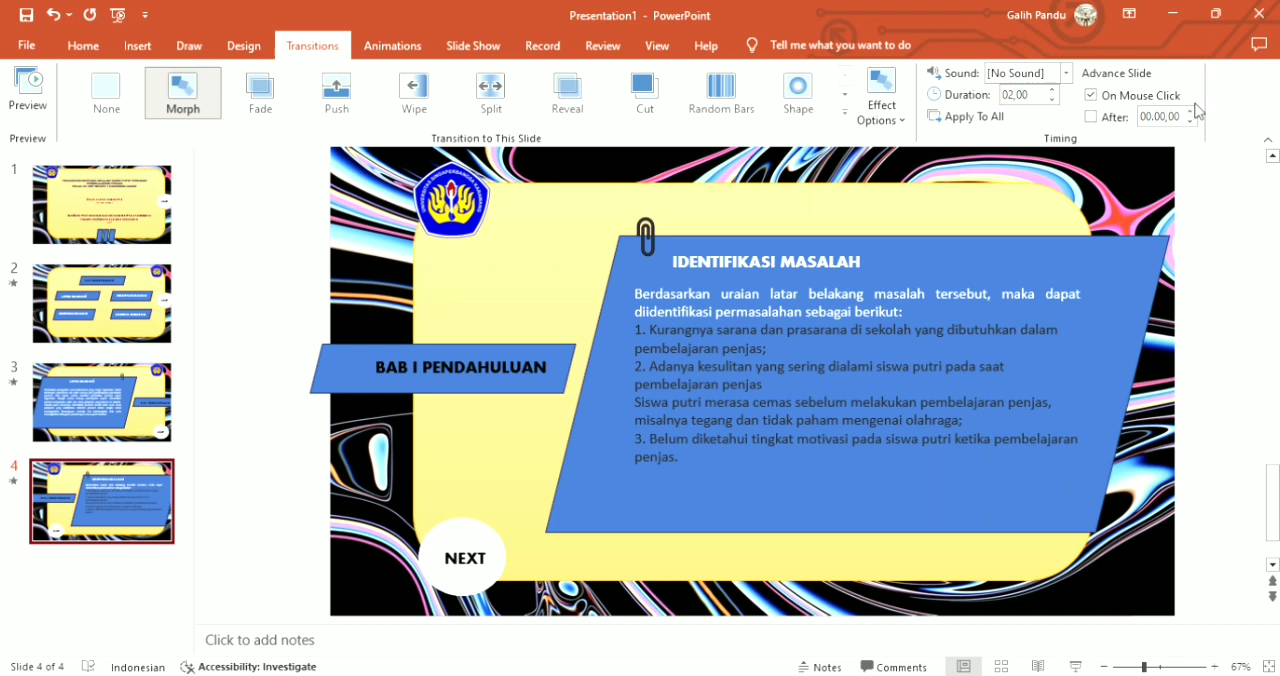 Presentation1 - PowerPoint
Galih Pandu
File Home Insert Draw Design Transitions Animations Slide Show Record Review View Help Tell me what you want to do
Preview
None Morph Fade Push Wipe Split Reveal Cut Random Bars Shape
Effect
Options
Sound: [No Sound]
Duration: 02,00
Apply To All
Advance Slide
On Mouse Click
After: 00.00,00
Preview
Transition to This Slide
Timing
1
2
3
4
IDENTIFIKASI MASALAH
Berdasarkan uraian latar belakang masalah tersebut, maka dapat
diidentifikasi permasalahan sebagai berikut:
1. Kurangnya sarana dan prasarana di sekolah yang dibutuhkan dalam
pembelajaran penjas;
2. Adanya kesulitan yang sering dialami siswa putri pada saat
pembelajaran penjas
Siswa putri merasa cemas sebelum melakukan pembelajaran penjas,
misalnya tegang dan tidak paham mengenai olahraga;
3. Belum diketahui tingkat motivasi pada siswa putri ketika pembelajaran
penjas.
BAB I PENDAHULUAN
NEXT
Click to add notes
Slide 4 of 4
Indonesian
Accessibility: Investigate
Notes
Comments
67%